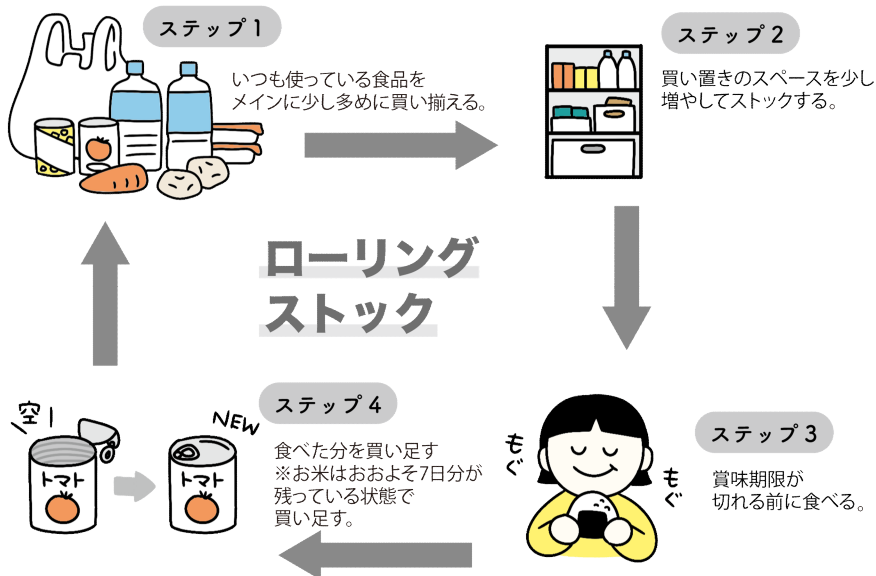 ステップ1
いつも使っている食品を
メインに少し多めに買い揃える。
ステップ2
買い置きのスペースを少し
増やしてストックする。
ローリング
ストック
ステップ3
賞味期限が
切れる前に食べる。
もぐ
もぐ
ステップ4
食べた分を買い足す
※お米はおおよそ7日分が
残っている状態で
買い足す。
空
トマト
NEW
トマト